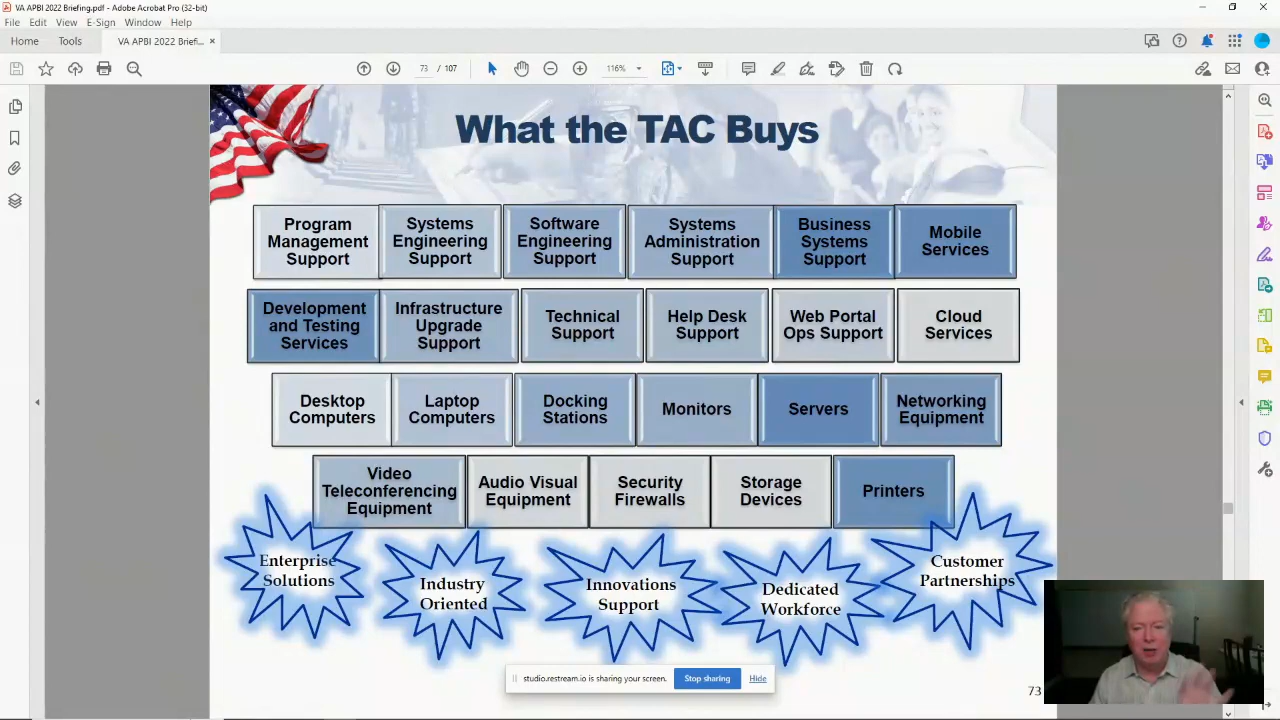 VA APBI 2022 Briefing.pdf - Adobe Acrobat Pro (32-bit)
File Edit View E-Sign Window Help
Home Tools VA APBI 2022 Briefi... ×
73 / 107 116%
What the TAC Buys
Program
Management
Support
Systems
Engineering
Support
Software
Engineering
Support
Systems
Administration
Support
Business
Systems
Support
Mobile
Services
Development
and Testing
Services
Infrastructure
Upgrade
Support
Technical
Support
Help Desk
Support
Web Portal
Ops Support
Cloud
Services
Desktop
Computers
Laptop
Computers
Docking
Stations
Monitors
Servers
Networking
Equipment
Video
Teleconferencing
Equipment
Audio Visual
Equipment
Security
Firewalls
Storage
Devices
Printers
Enterprise
Solutions
Industry
Oriented
Innovations
Support
Dedicated
Workforce
Customer
Partnerships
studio.restream.io is sharing your screen. Stop sharing Hide
73